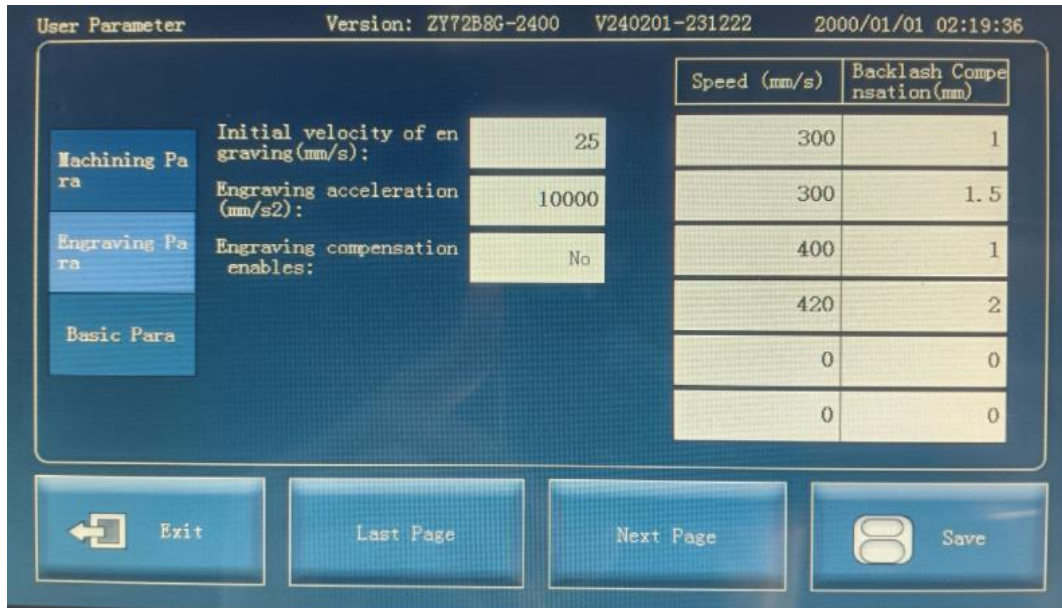 User Parameter Version: ZY72B8G-2400 V240201-231222 2000/01/01 02:19:36
Speed (mm/s) Backlash Compe
nsation(mm)
Machining Pa
ra
Engraving Pa
ra
Basic Para
Initial velocity of en
graving(mm/s): 25
Engraving acceleration
(mm/s2): 10000
Engraving compensation
enables: No
300 1
300 1.5
400 1
420 2
0 0
0 0
Exit Last Page Next Page Save